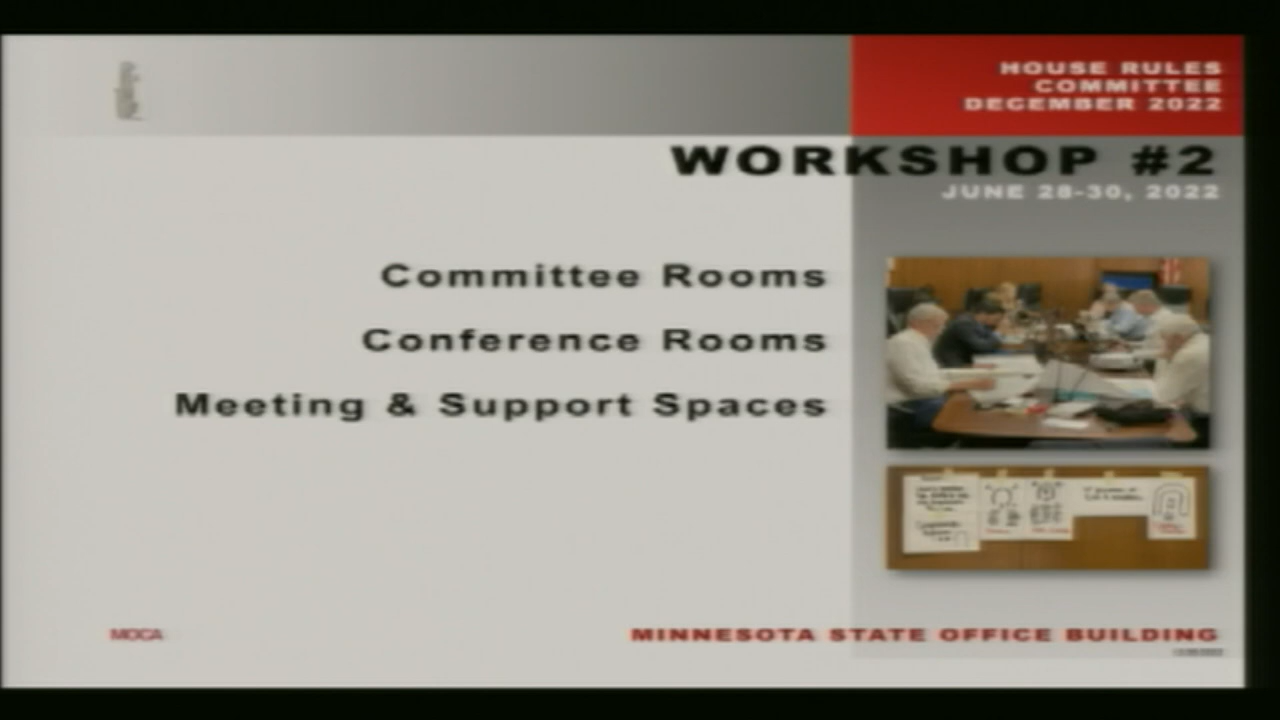 HOUSE RULES
COMMITTEE
DECEMBER 2022
WORKSHOP #2
JUNE 28-30, 2022
Committee Rooms
Conference Rooms
Meeting & Support Spaces
MOCA
MINNESOTA STATE OFFICE BUILDING